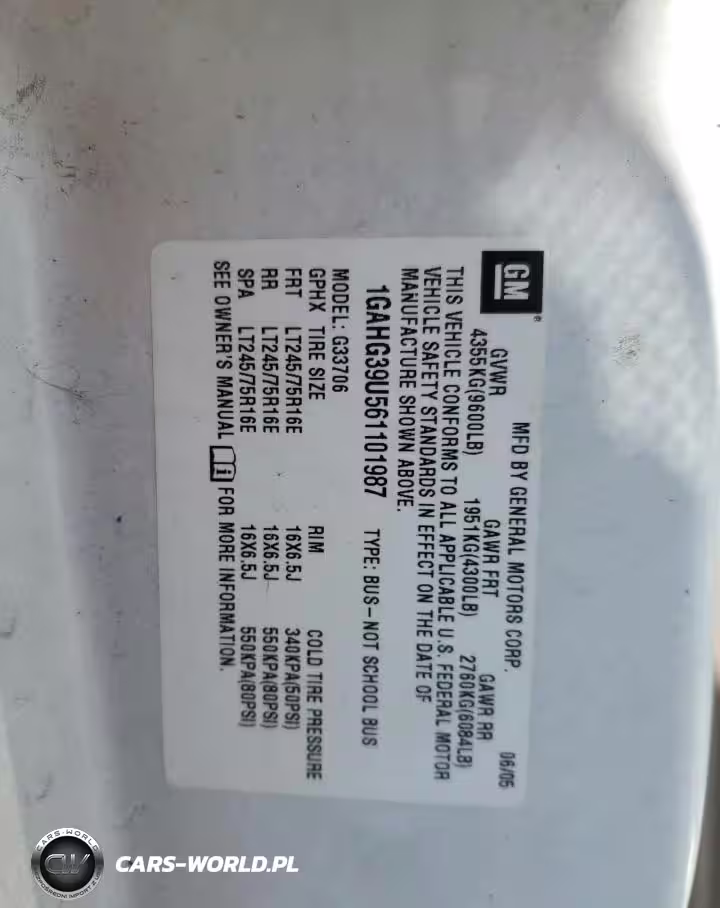 GM
MFD BY GENERAL MOTORS CORP. 06/05
GVWR GAWR FRT GAWR RR
4355KG(9600LB) 1951KG(4300LB) 2760KG(6084LB)
THIS VEHICLE CONFORMS TO ALL APPLICABLE U.S. FEDERAL MOTOR
VEHICLE SAFETY STANDARDS IN EFFECT ON THE DATE OF
MANUFACTURE SHOWN ABOVE.
1GAHG39U561101987 TYPE: BUS-NOT SCHOOL BUS
MODEL: G33706
GPHX TIRE SIZE RIM COLD TIRE PRESSURE
FRT LT245/75R16E 16X6.5J 340KPA(50PSI)
RR LT245/75R16E 16X6.5J 550KPA(80PSI)
SPA LT245/75R16E 16X6.5J 550KPA(80PSI)
SEE OWNER'S MANUAL FOR MORE INFORMATION.
CARS-WORLD
CW
CARS-WORLD.PL